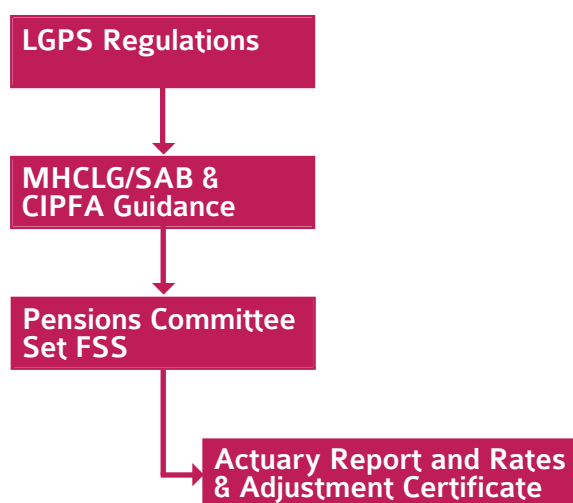 LGPS Regulations
MHCLG/SAB &
CIPFA Guidance
Pensions Committee
Set FSS
Actuary Report and Rates
& Adjustment Certificate